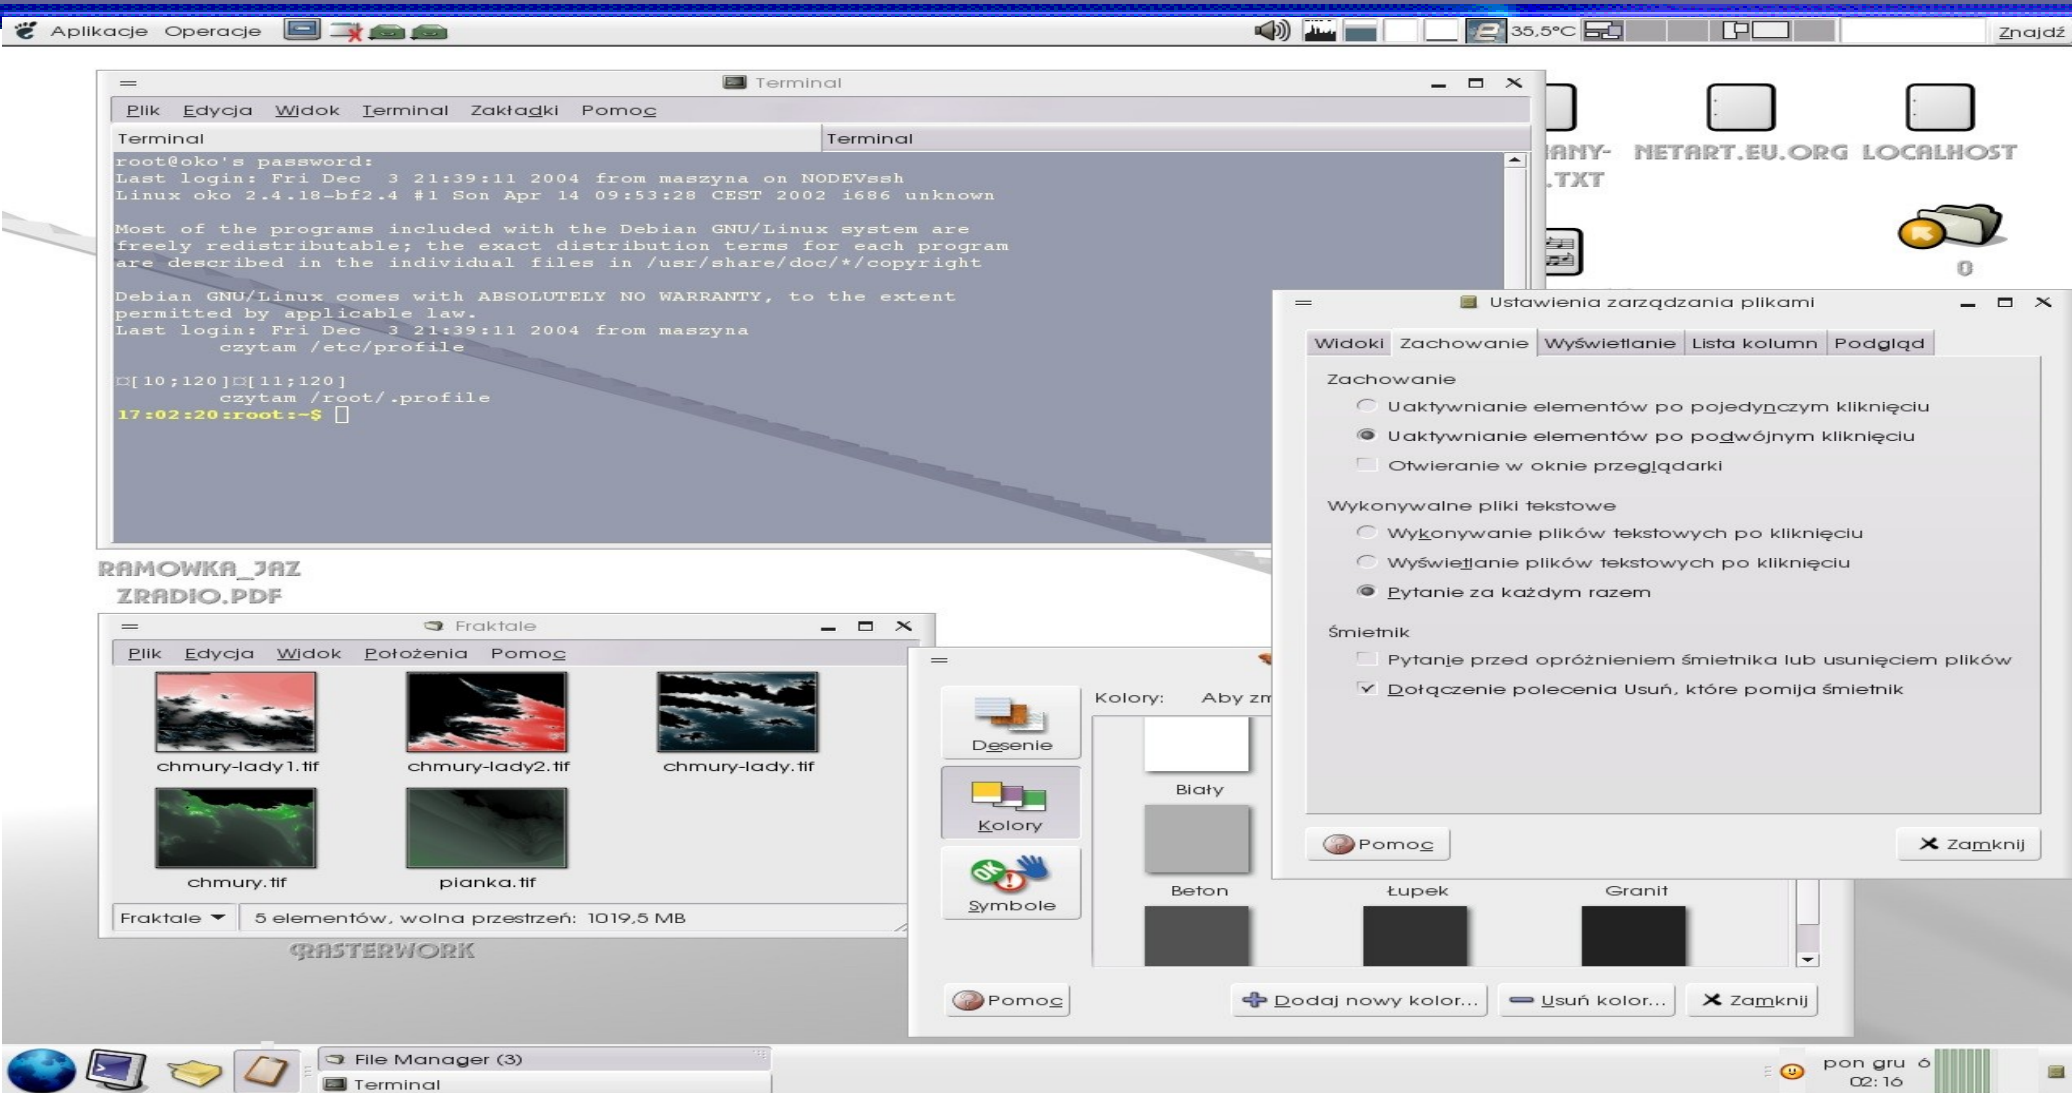 Aplikacje Operacje 35,5°C Znajdź
Terminal
Plik Edycja Widok Terminal Zakładki Pomoc
Terminal Terminal
root@oko's password:
Last login: Fri Dec  3 21:39:11 2004 from maszyna on NODEVssh
Linux oko 2.4.18-bf2.4 #1 Son Apr 14 09:53:28 CEST 2002 i686 unknown
Most of the programs included with the Debian GNU/Linux system are
freely redistributable; the exact distribution terms for each program
are described in the individual files in /usr/share/doc/*/copyright
Debian GNU/Linux comes with ABSOLUTELY NO WARRANTY, to the extent
permitted by applicable law.
Last login: Fri Dec  3 21:39:11 2004 from maszyna
czytam /etc/profile
¤[10;120]¤[11;120]
czytam /root/.profile
17:02:20:root:~$
NETART.EU.ORG LOCALHOST
.TXT
0
RAMOWKA_JAZ
ZRADIO.PDF
Fraktale
Plik Edycja Widok Położenia Pomoc
chmury-lady1.tif chmury-lady2.tif chmury-lady.tif
chmury.tif pianka.tif
Fraktale 5 elementów, wolna przestrzeń: 1019,5 MB
RASTERWORK
Ustawienia zarządzania plikami
Widoki Zachowanie Wyświetlanie Lista kolumn Podgląd
Zachowanie
Uaktywnianie elementów po pojedynczym kliknięciu
Uaktywnianie elementów po podwójnym kliknięciu
Otwieranie w oknie przeglądarki
Wykonywalne pliki tekstowe
Wykonywanie plików tekstowych po kliknięciu
Wyświetlanie plików tekstowych po kliknięciu
Pytanie za każdym razem
Śmietnik
Pytanie przed opróżnieniem śmietnika lub usunięciem plików
Dołączenie polecenia Usuń, które pomija śmietnik
Pomoc Zamknij
Kolory: Aby zm
Desenie
Kolory
Symbole
OK
Biały
Beton Łupek Granit
Pomoc Dodaj nowy kolor... Usuń kolor... Zamknij
File Manager (3)
Terminal
pon gru 6
02:16